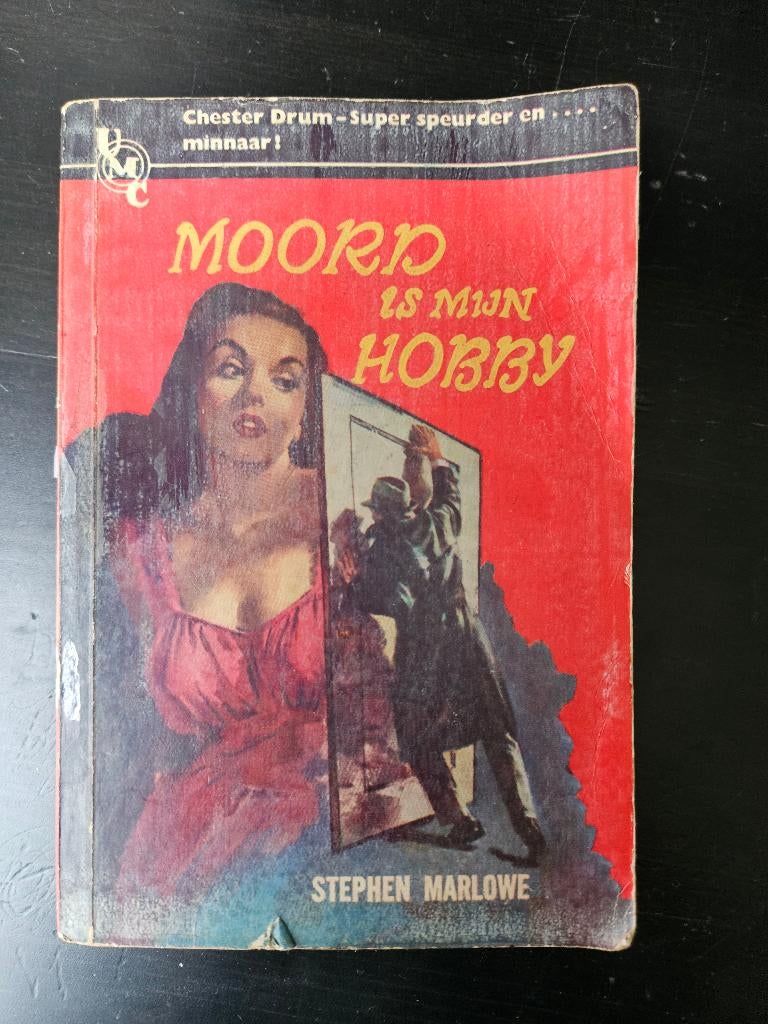 Chester Drum – Super speurder en ....
minnaar!
UMC
MOORD
IS MIJN
HOBBY
STEPHEN MARLOWE